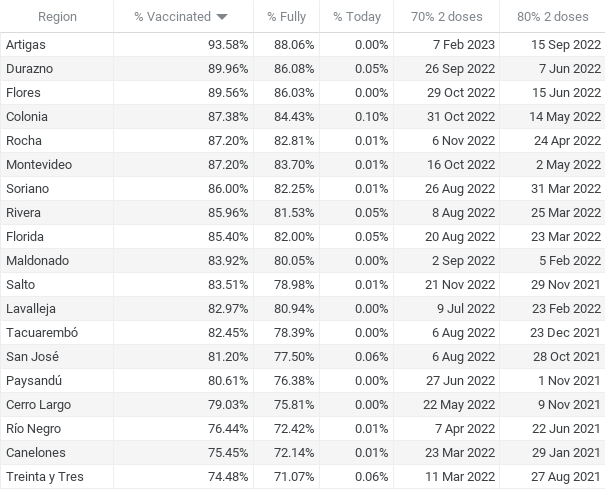 Region % Vaccinated % Fully % Today 70% 2 doses 80% 2 doses
Artigas 93.58% 88.06% 0.00% 7 Feb 2023 15 Sep 2022
Durazno 89.96% 86.08% 0.05% 26 Sep 2022 7 Jun 2022
Flores 89.56% 86.03% 0.00% 29 Oct 2022 15 Jun 2022
Colonia 87.38% 84.43% 0.10% 31 Oct 2022 14 May 2022
Rocha 87.20% 82.81% 0.01% 6 Nov 2022 24 Apr 2022
Montevideo 87.20% 83.70% 0.01% 16 Oct 2022 2 May 2022
Soriano 86.00% 82.25% 0.01% 26 Aug 2022 31 Mar 2022
Rivera 85.96% 81.53% 0.05% 8 Aug 2022 25 Mar 2022
Florida 85.40% 82.00% 0.05% 20 Aug 2022 23 Mar 2022
Maldonado 83.92% 80.05% 0.00% 2 Sep 2022 5 Feb 2022
Salto 83.51% 78.98% 0.01% 21 Nov 2022 29 Nov 2021
Lavalleja 82.97% 80.94% 0.00% 9 Jul 2022 23 Feb 2022
Tacuarembó 82.45% 78.39% 0.00% 6 Aug 2022 23 Dec 2021
San José 81.20% 77.50% 0.06% 6 Aug 2022 28 Oct 2021
Paysandú 80.61% 76.38% 0.00% 27 Jun 2022 1 Nov 2021
Cerro Largo 79.03% 75.81% 0.00% 22 May 2022 9 Nov 2021
Río Negro 76.44% 72.42% 0.01% 7 Apr 2022 22 Jun 2021
Canelones 75.45% 72.14% 0.01% 23 Mar 2022 29 Jan 2021
Treinta y Tres 74.48% 71.07% 0.06% 11 Mar 2022 27 Aug 2021